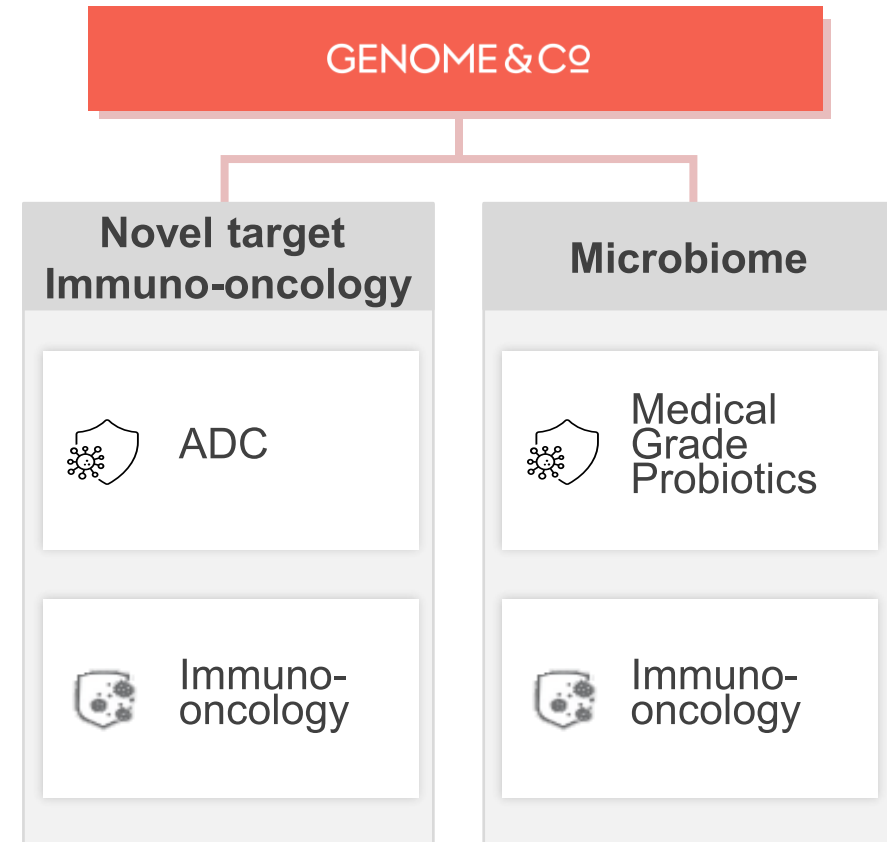 GENOME & Cº
Novel target
Immuno-oncology
ADC
Immuno-
oncology
Microbiome
Medical
Grade
Probiotics
Immuno-
oncology